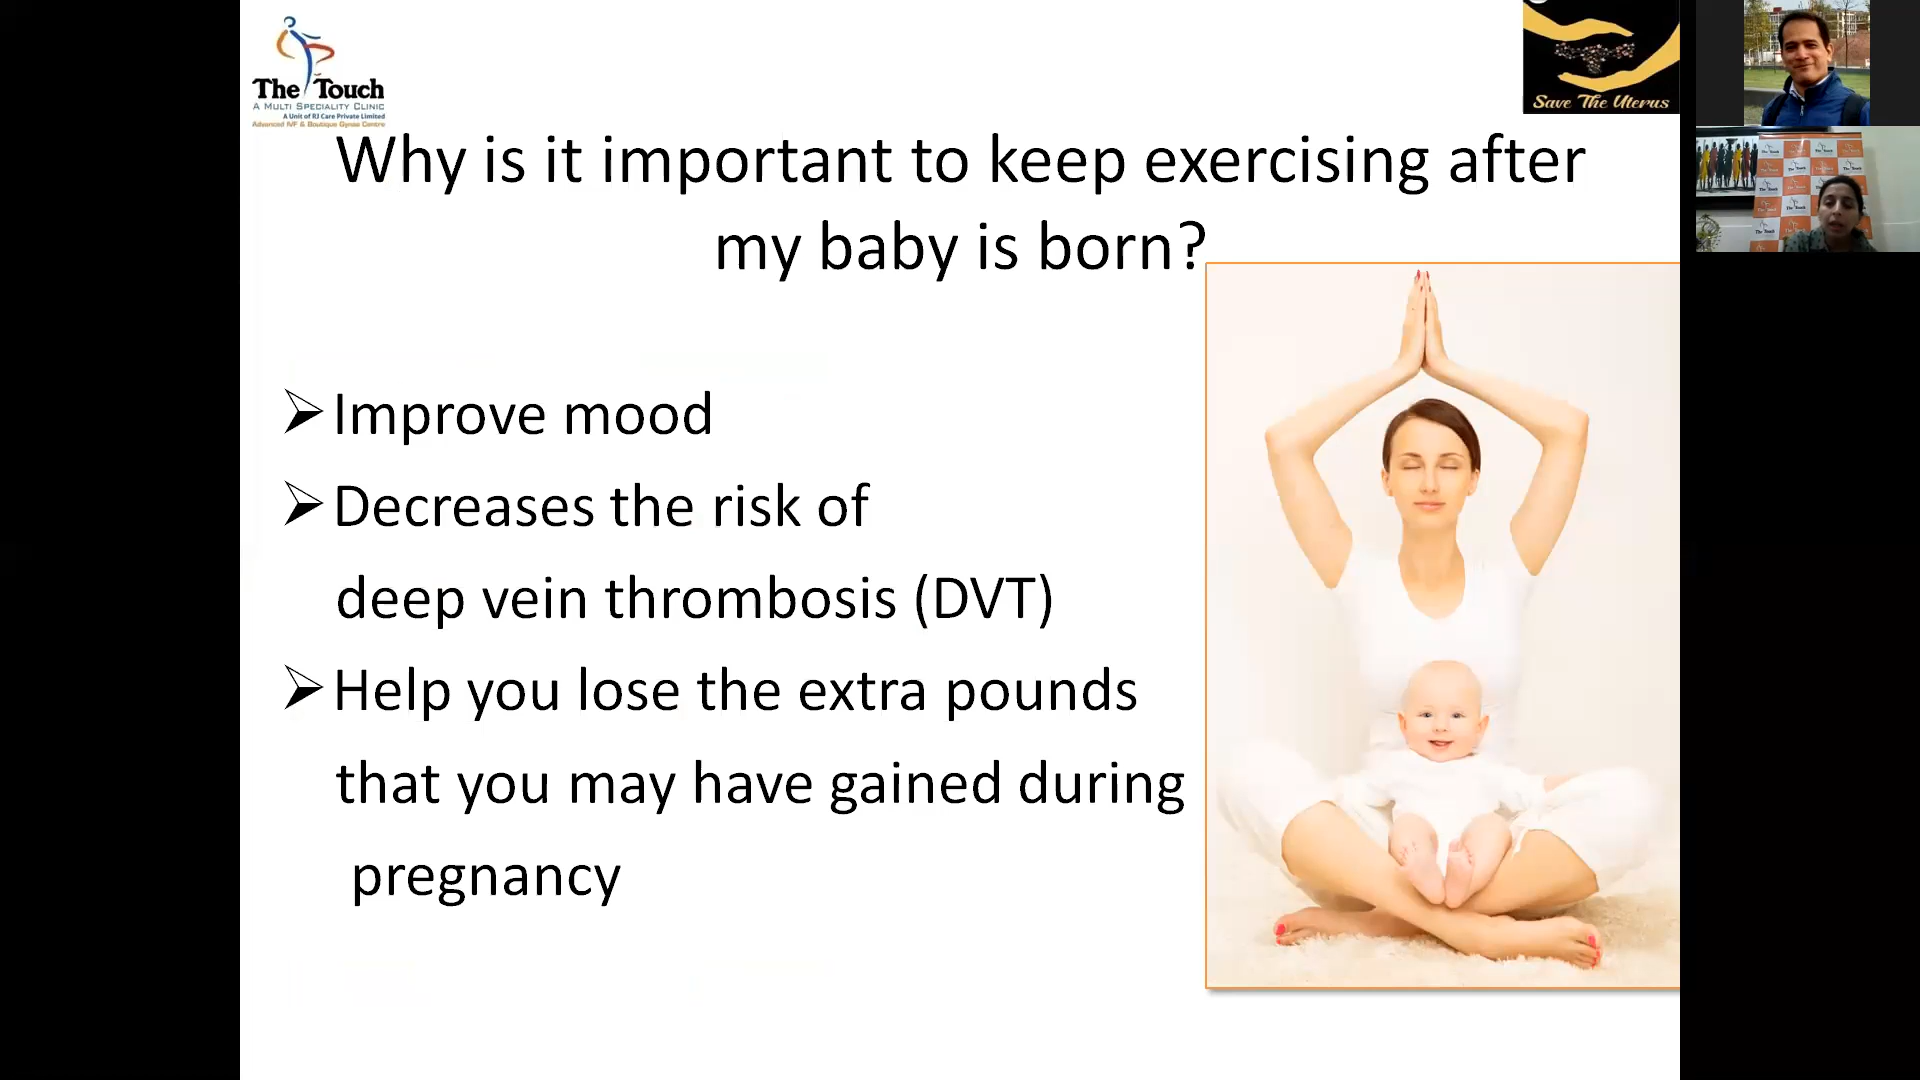 The Touch
A MULTI SPECIALITY CLINIC
A Unit of RJ Care Private Limited
Advanced IVF & Boutique Gynae Centre
Save The Uterus
Why is it important to keep exercising after
my baby is born?
➢Improve mood
➢Decreases the risk of
deep vein thrombosis (DVT)
➢Help you lose the extra pounds
that you may have gained during
pregnancy